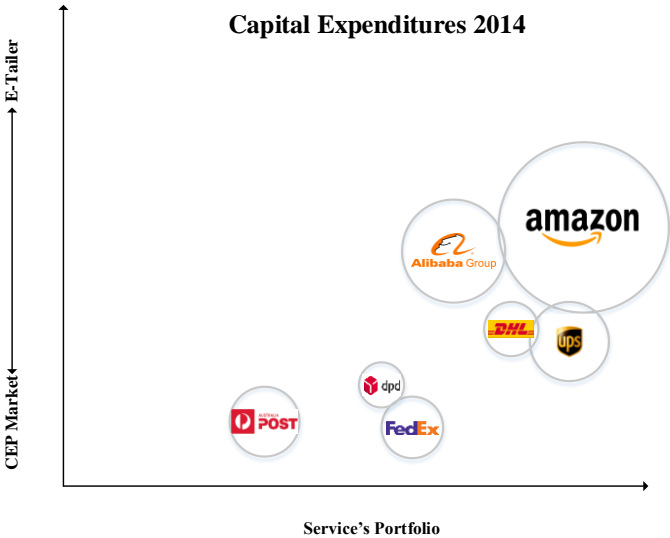 Capital Expenditures 2014
E-Tailer
CEP Market
amazon
Alibaba Group
DHL
ups
dpd
AUSTRALIA
POST
FedEx
Service's Portfolio